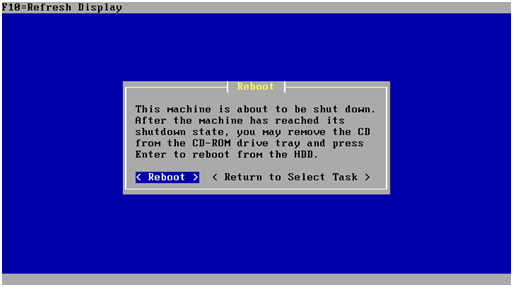 F10=Refresh Display
Reboot
This machine is about to be shut down.
After the machine has reached its
shutdown state, you may remove the CD
from the CD-ROM drive tray and press
Enter to reboot from the HDD.
< Reboot > < Return to Select Task >